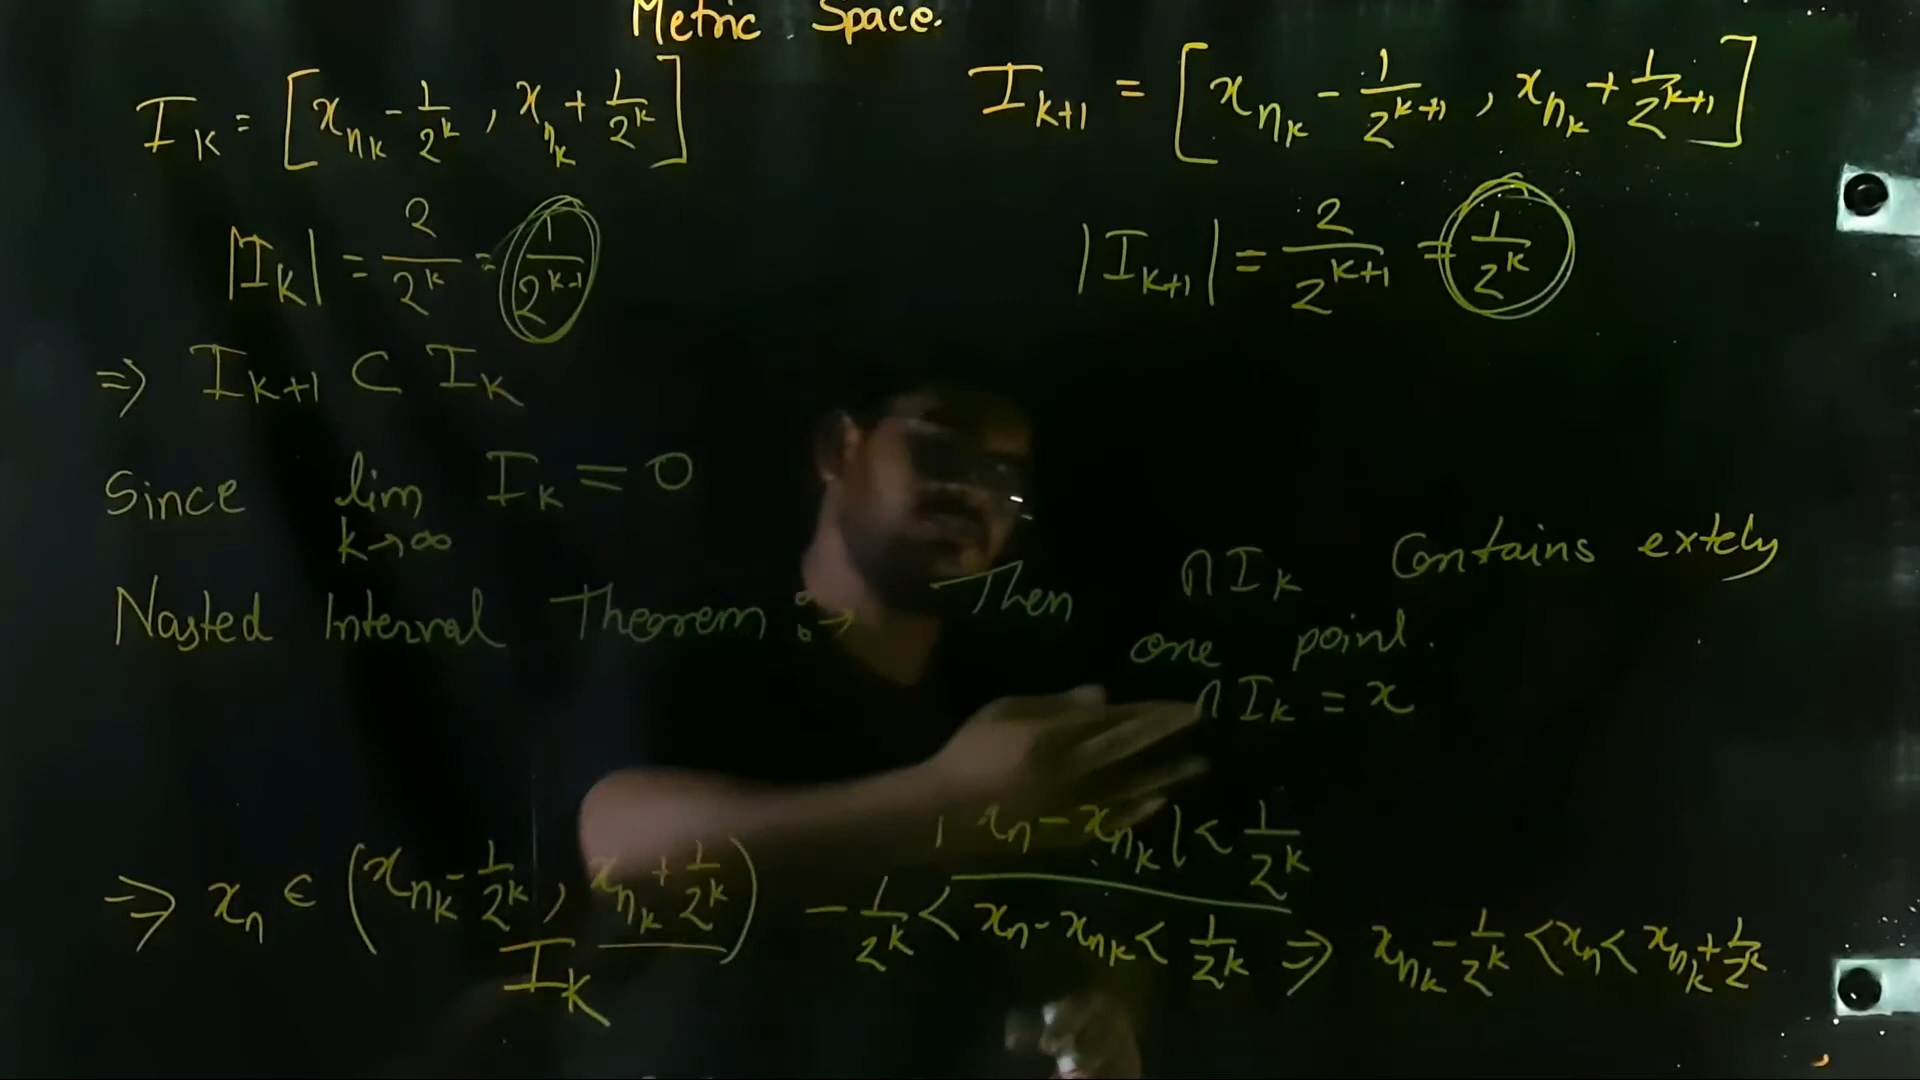 Metric Space.
I_k = [x_{n_k} - 1/2^k , x_{n_k} + 1/2^k]
I_{k+1} = [x_{n_k} - 1/2^{k+1} , x_{n_k} + 1/2^{k+1}]
|I_k| = 2/2^k = 1/2^{k-1}
|I_{k+1}| = 2/2^{k+1} = 1/2^k
⇒ I_{k+1} ⊂ I_k
Since lim_{k→∞} I_k = 0
Nasted Interval Theorem :→ Then ∩I_k Contains extely
one point.
∩I_k = x
|x_n - x_{n_k}| < 1/2^k
⇒ x_n ∈ (x_{n_k} - 1/2^k , x_{n_k} + 1/2^k) -1/2^k < x_n - x_{n_k} < 1/2^k ⇒ x_{n_k} - 1/2^k < x_n < x_{n_k} + 1/2^k
I_k